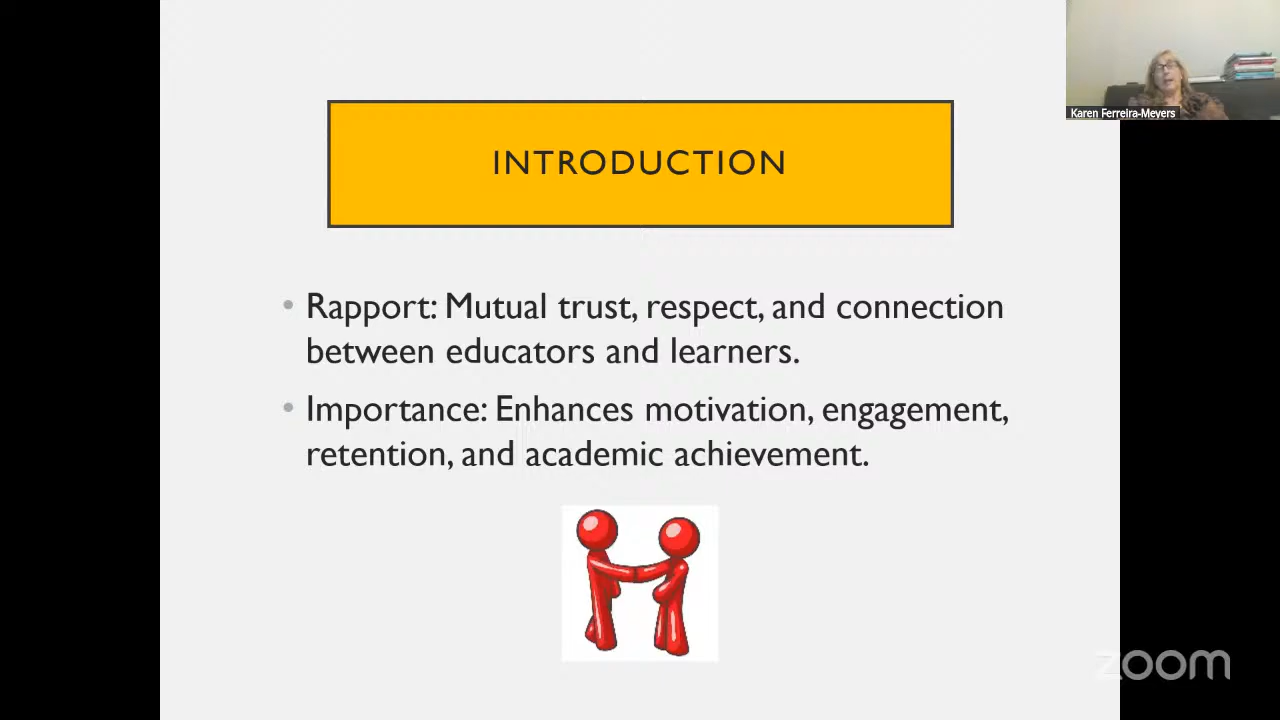 INTRODUCTION
Karen Ferreira-Meyers
• Rapport: Mutual trust, respect, and connection
between educators and learners.
• Importance: Enhances motivation, engagement,
retention, and academic achievement.
zoom